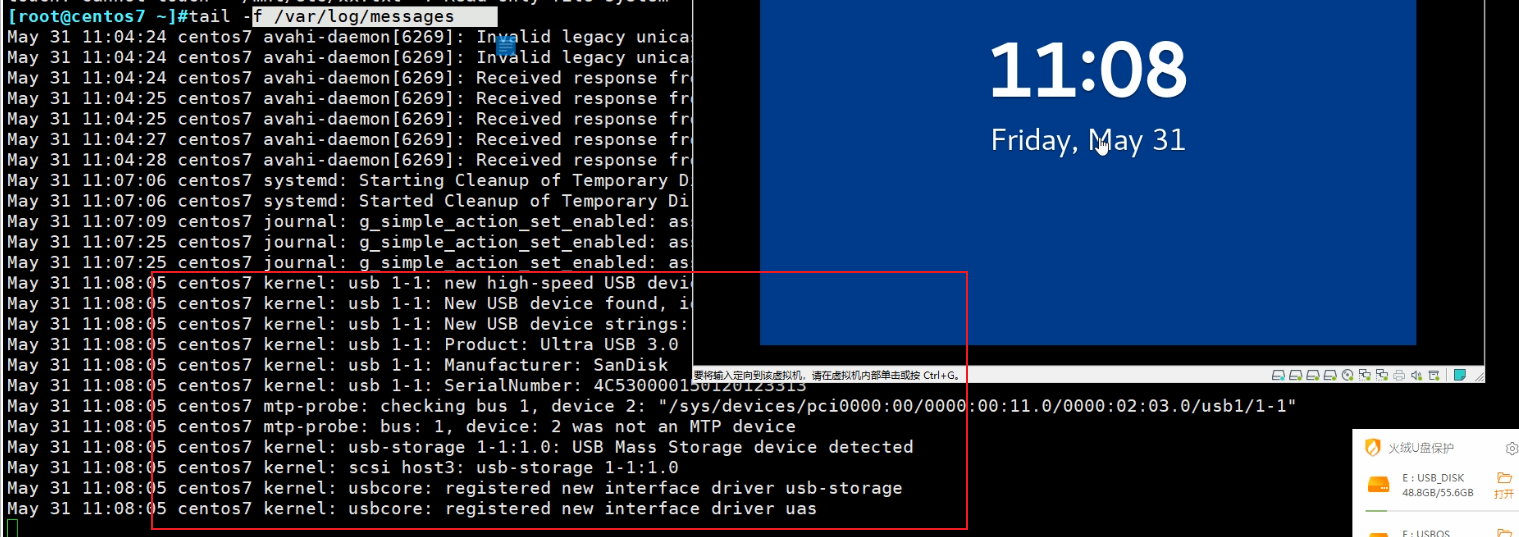 [root@centos7 ~]#tail -f /var/log/messages
May 31 11:04:24 centos7 avahi-daemon[6269]: Invalid legacy unica
May 31 11:04:24 centos7 avahi-daemon[6269]: Invalid legacy unica
May 31 11:04:24 centos7 avahi-daemon[6269]: Received response fr
May 31 11:04:25 centos7 avahi-daemon[6269]: Received response fr
May 31 11:04:25 centos7 avahi-daemon[6269]: Received response fr
May 31 11:04:27 centos7 avahi-daemon[6269]: Received response fr
May 31 11:04:28 centos7 avahi-daemon[6269]: Received response fr
May 31 11:07:06 centos7 systemd: Starting Cleanup of Temporary D
May 31 11:07:06 centos7 systemd: Started Cleanup of Temporary Di
May 31 11:07:09 centos7 journal: g_simple_action_set_enabled: as
May 31 11:07:25 centos7 journal: g_simple_action_set_enabled: as
May 31 11:07:25 centos7 journal: g_simple_action_set_enabled: as
May 31 11:08:05 centos7 kernel: usb 1-1: new high-speed USB devi
May 31 11:08:05 centos7 kernel: usb 1-1: New USB device found, i
May 31 11:08:05 centos7 kernel: usb 1-1: New USB device strings:
May 31 11:08:05 centos7 kernel: usb 1-1: Product: Ultra USB 3.0
May 31 11:08:05 centos7 kernel: usb 1-1: Manufacturer: SanDisk
May 31 11:08:05 centos7 kernel: usb 1-1: SerialNumber: 4C530000150120123313
May 31 11:08:05 centos7 mtp-probe: checking bus 1, device 2: "/sys/devices/pci0000:00/0000:00:11.0/0000:02:03.0/usb1/1-1"
May 31 11:08:05 centos7 mtp-probe: bus: 1, device: 2 was not an MTP device
May 31 11:08:05 centos7 kernel: usb-storage 1-1:1.0: USB Mass Storage device detected
May 31 11:08:05 centos7 kernel: scsi host3: usb-storage 1-1:1.0
May 31 11:08:05 centos7 kernel: usbcore: registered new interface driver usb-storage
May 31 11:08:05 centos7 kernel: usbcore: registered new interface driver uas
11:08
Friday, May 31
要将输入定向到该虚拟机，请在虚拟机内部单击或按 Ctrl+G。
火绒U盘保护
E : USB_DISK
48.8GB/55.6GB
打开
F : USBOS